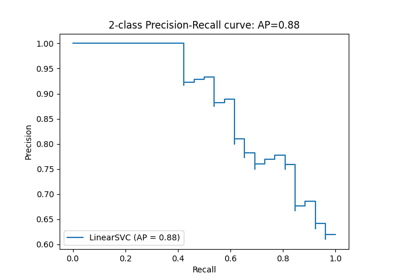 2-class Precision-Recall curve: AP=0.88
1.00
0.95
0.90
0.85
0.80
0.75
0.70
0.65
0.60
Precision
LinearSVC (AP = 0.88)
0.0 0.2 0.4 0.6 0.8 1.0
Recall